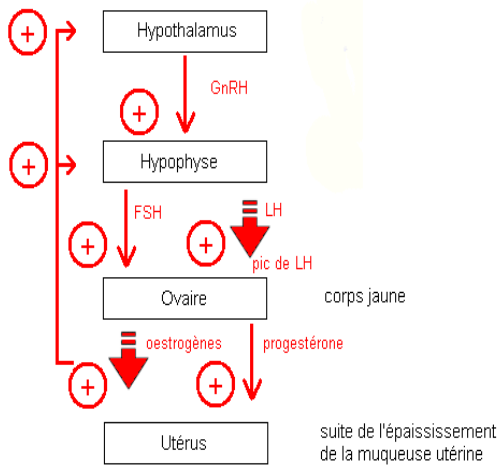 + Hypothalamus
GnRH
+
+ Hypophyse
FSH LH
+ +
pic de LH
Ovaire corps jaune
oestrogènes progestérone
+ +
Utérus suite de l'épaississement
de la muqueuse utérine